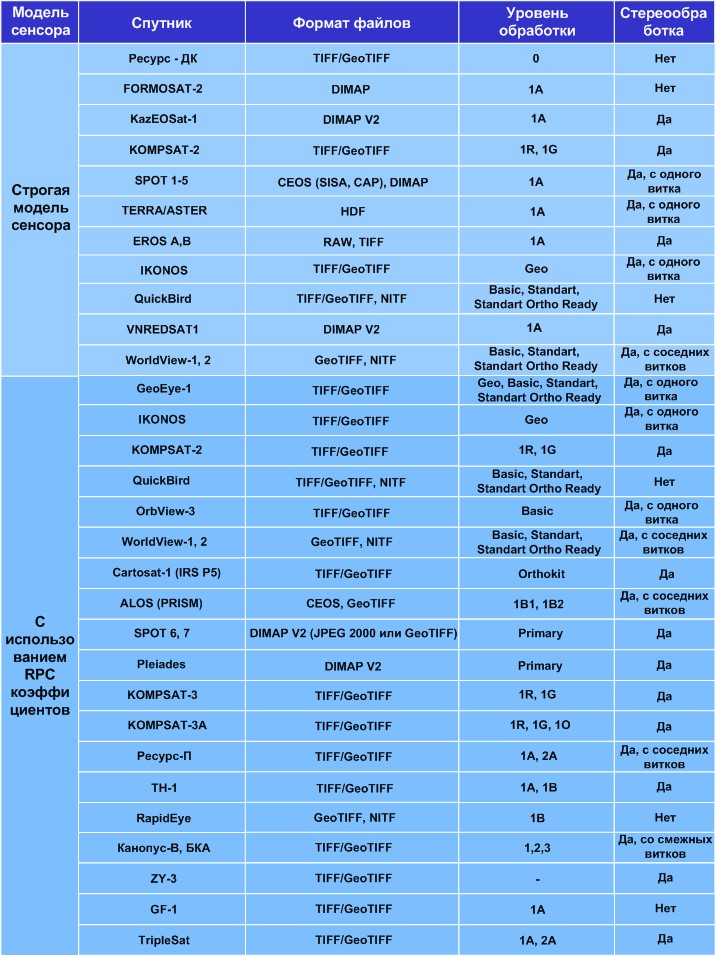 Модель
сенсора
Спутник
Формат файлов
Уровень
обработки
Стереообра
ботка
Строгая
модель
сенсора
Ресурс - ДК
TIFF/GeoTIFF
0
Нет
FORMOSAT-2
DIMAP
1A
Нет
KazEOSat-1
DIMAP V2
1A
Да
KOMPSAT-2
TIFF/GeoTIFF
1R, 1G
Да
SPOT 1-5
CEOS (SISA, CAP), DIMAP
1A
Да, с одного
витка
TERRA/ASTER
HDF
1A
Да, с одного
витка
EROS A,B
RAW, TIFF
1A
Да
IKONOS
TIFF/GeoTIFF
Geo
Да, с одного
витка
QuickBird
TIFF/GeoTIFF, NITF
Basic, Standart,
Standart Ortho Ready
Нет
VNREDSAT1
DIMAP V2
1A
Да
WorldView-1, 2
GeoTIFF, NITF
Basic, Standart,
Standart Ortho Ready
Да, с соседних
витков
С
использо
ванием
RPC
коэффи
циентов
GeoEye-1
TIFF/GeoTIFF
Geo, Basic, Standart,
Standart Ortho Ready
Да, с одного
витка
IKONOS
TIFF/GeoTIFF
Geo
Да, с одного
витка
KOMPSAT-2
TIFF/GeoTIFF
1R, 1G
Да
QuickBird
TIFF/GeoTIFF, NITF
Basic, Standart,
Standart Ortho Ready
Нет
OrbView-3
TIFF/GeoTIFF
Basic
Да, с одного
витка
WorldView-1, 2
GeoTIFF, NITF
Basic, Standart,
Standart Ortho Ready
Да, с соседних
витков
Cartosat-1 (IRS P5)
TIFF/GeoTIFF
Orthokit
Да
ALOS (PRISM)
CEOS, GeoTIFF
1B1, 1B2
Да, с соседних
витков
SPOT 6, 7
DIMAP V2 (JPEG 2000 или GeoTIFF)
Primary
Да
Pleiades
DIMAP V2
Primary
Да
KOMPSAT-3
TIFF/GeoTIFF
1R, 1G
Да
KOMPSAT-3A
TIFF/GeoTIFF
1R, 1G, 1O
Да
Ресурс-П
TIFF/GeoTIFF
1A, 2A
Да, с соседних
витков
TH-1
TIFF/GeoTIFF
1A, 1B
Да
RapidEye
GeoTIFF, NITF
1B
Нет
Канопус-В, БКА
TIFF/GeoTIFF
1,2,3
Да, со смежных
витков
ZY-3
TIFF/GeoTIFF
-
Да
GF-1
TIFF/GeoTIFF
1A
Нет
TripleSat
TIFF/GeoTIFF
1A, 2A
Да